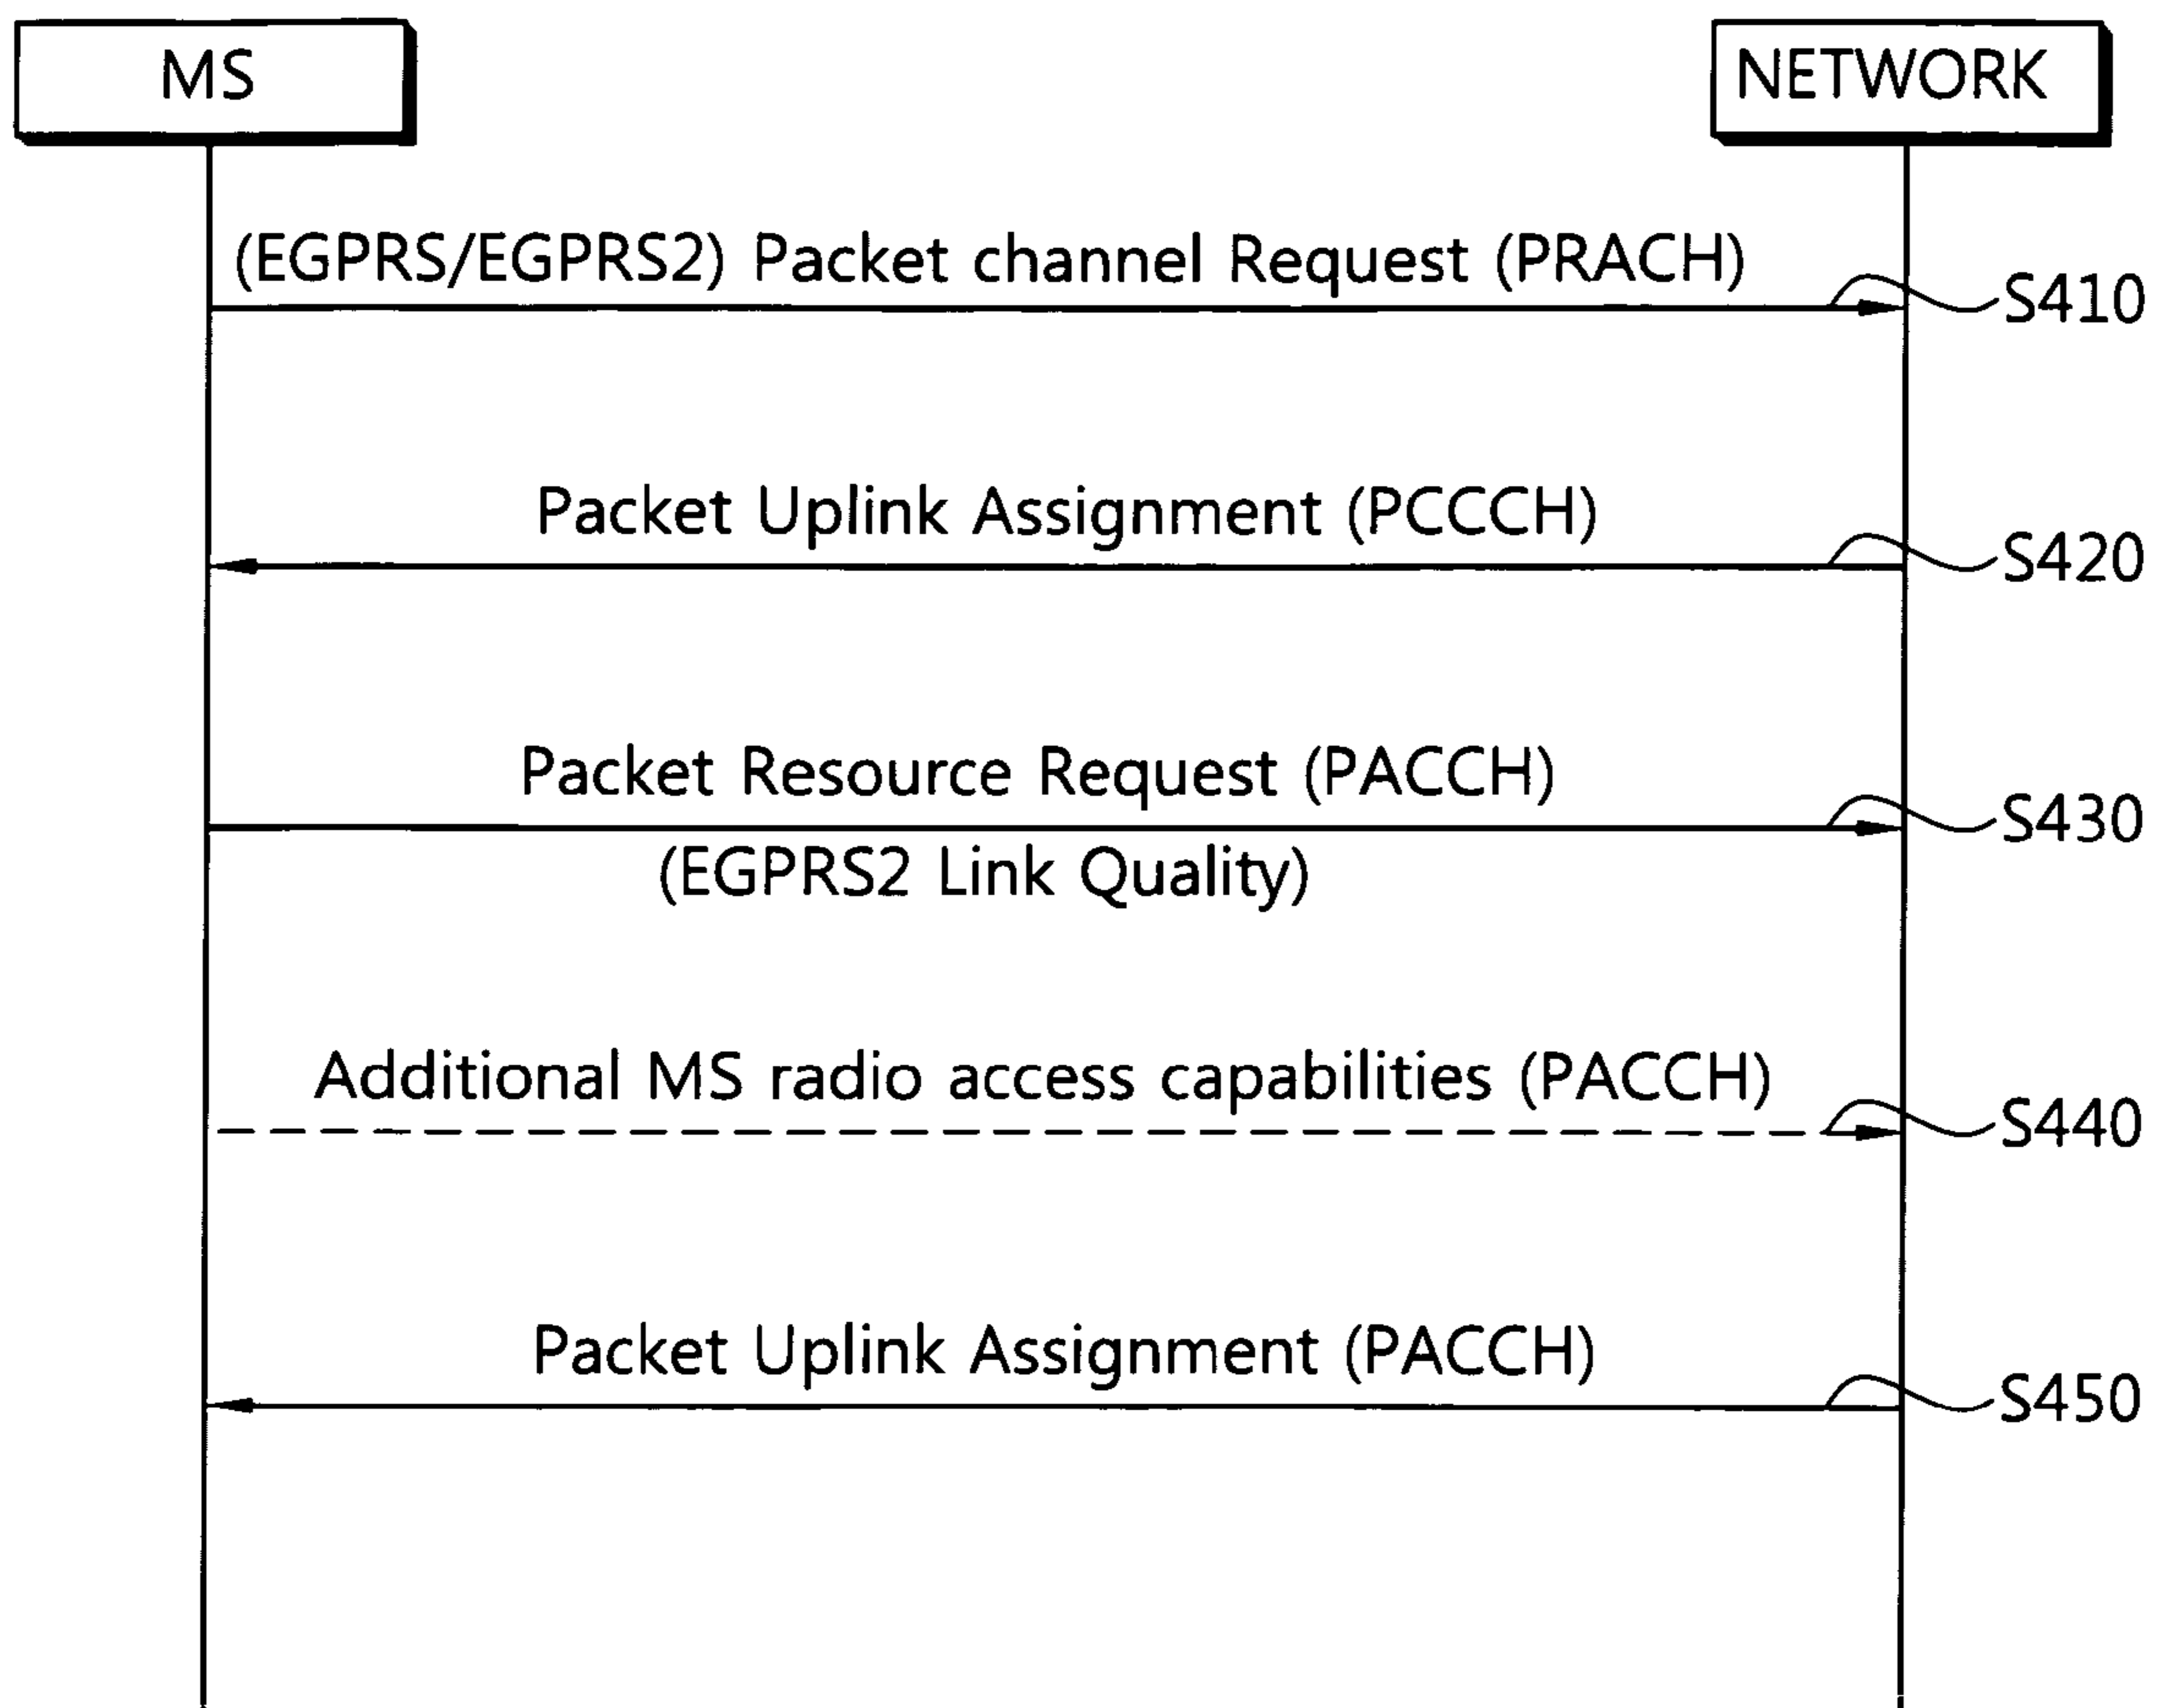 MS
NETWORK
(EGPRS/EGPRS2) Packet channel Request (PRACH)
S410
Packet Uplink Assignment (PCCCH)
S420
Packet Resource Request (PACCH)
S430
(EGPRS2 Link Quality)
Additional MS radio access capabilities (PACCH)
S440
Packet Uplink Assignment (PACCH)
S450